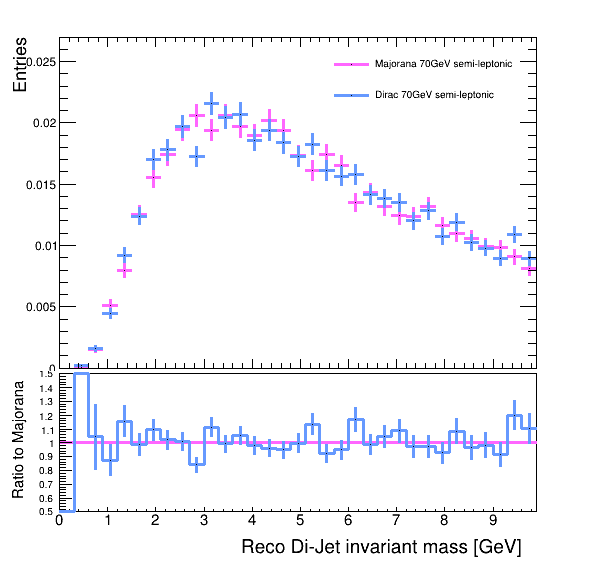 Entries
0.025
0.02
0.015
0.01
0.005
0
Majorana 70GeV semi-leptonic
Dirac 70GeV semi-leptonic
Ratio to Majorana
1.5
1.4
1.3
1.2
1.1
1
0.9
0.8
0.7
0.6
0.5
0 1 2 3 4 5 6 7 8 9
Reco Di-Jet invariant mass [GeV]